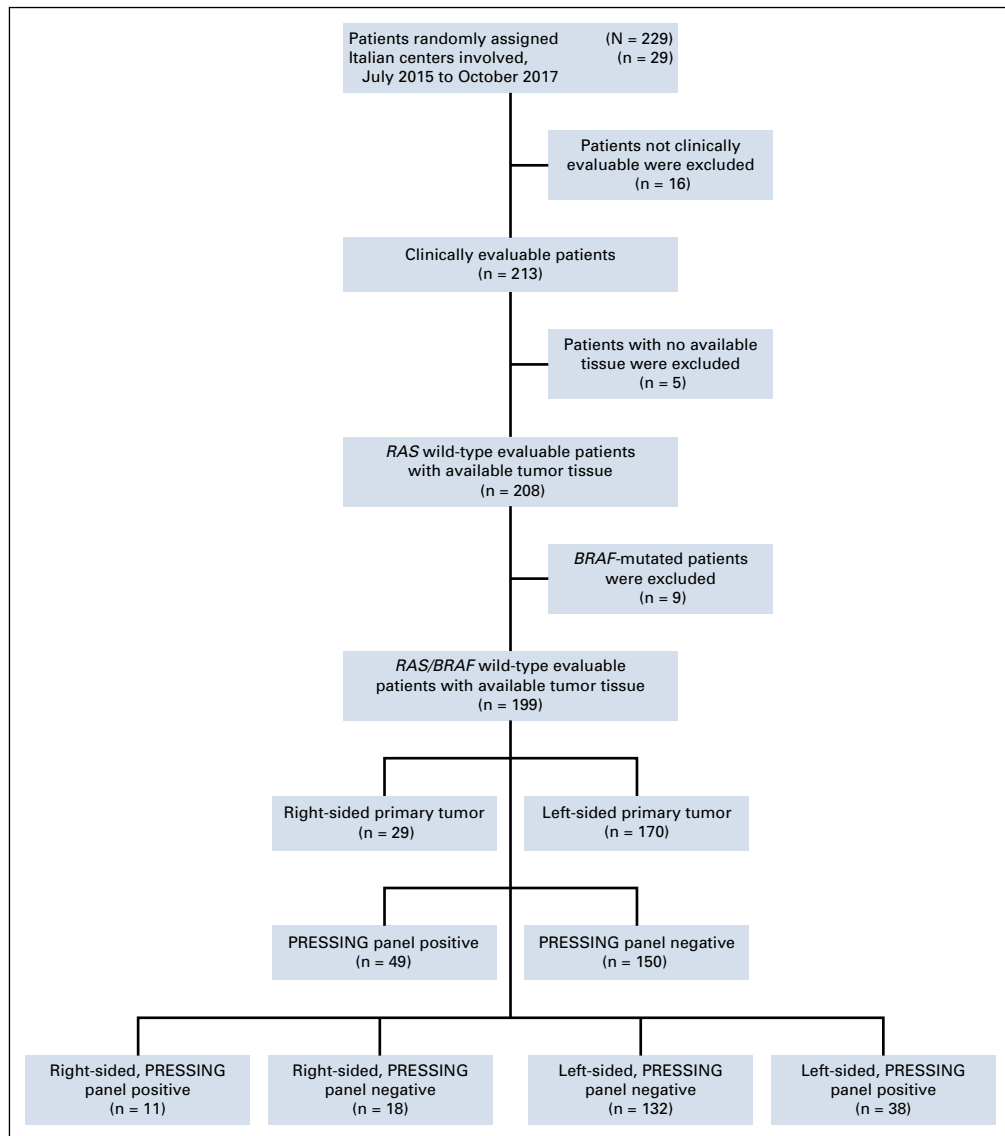 Patients randomly assigned (N = 229)
Italian centers involved, (n = 29)
July 2015 to October 2017
Patients not clinically
evaluable were excluded
(n = 16)
Clinically evaluable patients
(n = 213)
Patients with no available
tissue were excluded
(n = 5)
RAS wild-type evaluable patients
with available tumor tissue
(n = 208)
BRAF-mutated patients
were excluded
(n = 9)
RAS/BRAF wild-type evaluable
patients with available tumor tissue
(n = 199)
Right-sided primary tumor
(n = 29)
Left-sided primary tumor
(n = 170)
PRESSING panel positive
(n = 49)
PRESSING panel negative
(n = 150)
Right-sided, PRESSING
panel positive
(n = 11)
Right-sided, PRESSING
panel negative
(n = 18)
Left-sided, PRESSING
panel negative
(n = 132)
Left-sided, PRESSING
panel positive
(n = 38)